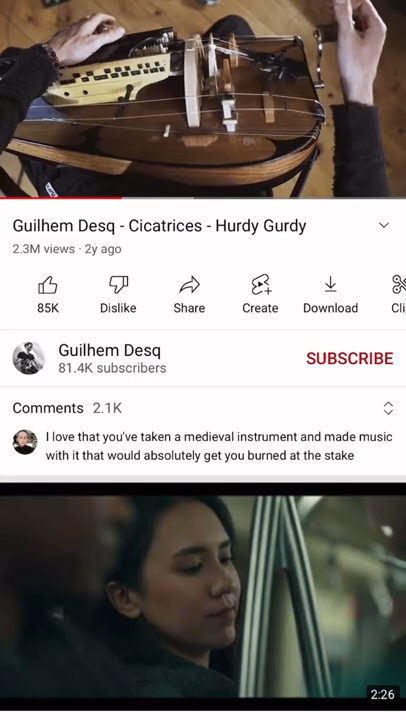 Guilhem Desq - Cicatrices - Hurdy Gurdy
2.3M views · 2y ago
85K
Dislike
Share
Create
Download
Cli
Guilhem Desq
81.4K subscribers
SUBSCRIBE
Comments 2.1K
I love that you've taken a medieval instrument and made music
with it that would absolutely get you burned at the stake
2:26